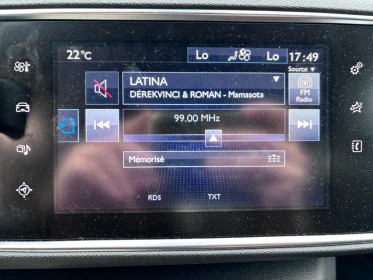 22°C Lo Lo 17:49
Source ▼
LATINA
DEREKVINCI & ROMAN - Mamasota
FM
Radio
99.00 MHz
Mémorisé
RDS TXT